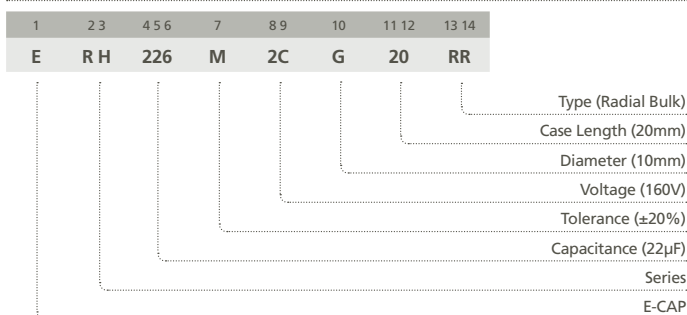 1 2 3 4 5 6 7 8 9 10 11 12 13 14
E R H 226 M 2C G 20 RR
Type (Radial Bulk)
Case Length (20mm)
Diameter (10mm)
Voltage (160V)
Tolerance (±20%)
Capacitance (22µF)
Series
E-CAP